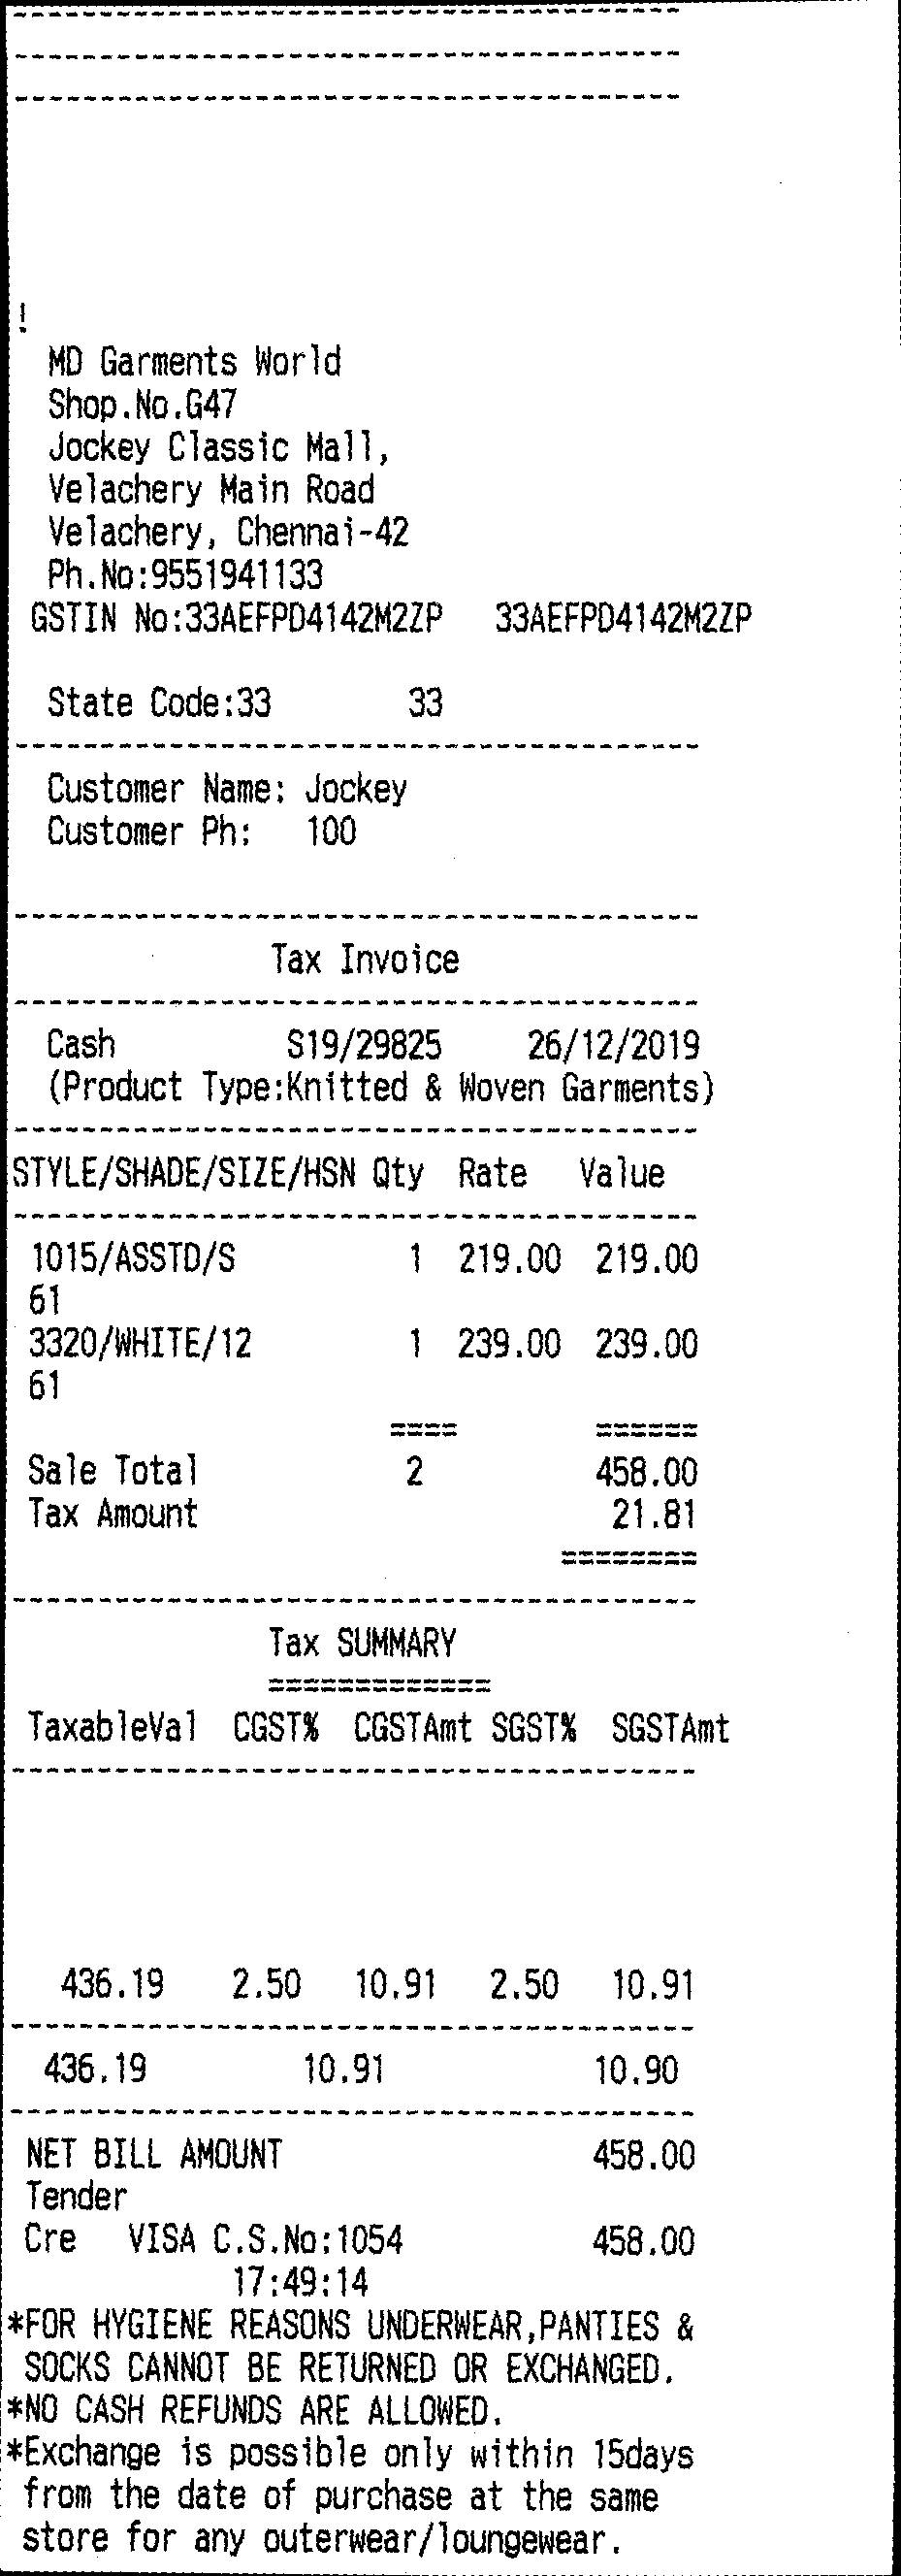 !
MD Garments World
Shop.No.G47
Jockey Classic Mall,
Velachery Main Road
Velachery, Chennai-42
Ph.No:9551941133
GSTIN No:33AEFPD4142M2ZP 33AEFPD4142M2ZP
State Code:33 33
Customer Name: Jockey
Customer Ph: 100
Tax Invoice
Cash S19/29825 26/12/2019
(Product Type:Knitted & Woven Garments)
STYLE/SHADE/SIZE/HSN Qty Rate Value
1015/ASSTD/S 1 219.00 219.00
61
3320/WHITE/12 1 239.00 239.00
61
==== ======
Sale Total 2 458.00
Tax Amount 21.81
========
Tax SUMMARY
=============
TaxableVal CGST% CGSTAmt SGST% SGSTAmt
436.19 2.50 10.91 2.50 10.91
436.19 10.91 10.90
NET BILL AMOUNT 458.00
Tender
Cre VISA C.S.No:1054 458.00
17:49:14
*FOR HYGIENE REASONS UNDERWEAR,PANTIES &
SOCKS CANNOT BE RETURNED OR EXCHANGED.
*NO CASH REFUNDS ARE ALLOWED.
*Exchange is possible only within 15days
from the date of purchase at the same
store for any outerwear/loungewear.